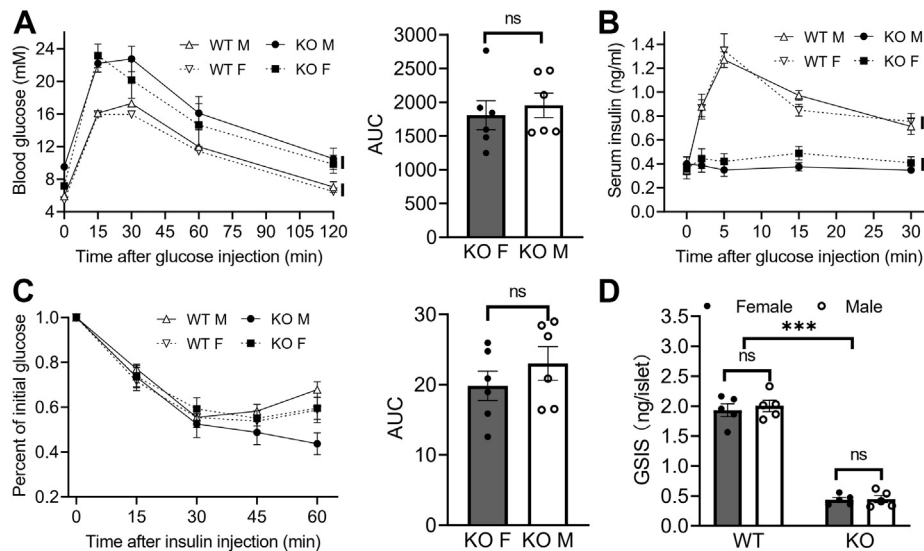 A
Blood glucose (mM)
28
24
20
16
12
8
4
WT M
KO M
WT F
KO F
0
15
30
45
60
75
90
105
120
Time after glucose injection (min)
ns
AUC
3000
2500
2000
1500
1000
500
0
KO F
KO M
B
Serum insulin (ng/ml)
1.6
1.4
1.2
1.0
0.8
0.6
0.4
0.2
0.0
WT M
KO M
WT F
KO F
0
5
10
15
20
25
30
Time after glucose injection (min)
C
Percent of initial glucose
1.0
0.8
0.6
0.4
0.2
WT M
KO M
WT F
KO F
0
15
30
45
60
Time after insulin injection (min)
ns
AUC
30
20
10
0
KO F
KO M
D
Female
Male
GSIS (ng/islet)
3.5
3.0
2.5
2.0
1.5
1.0
0.5
0.0
***
ns
ns
WT
KO